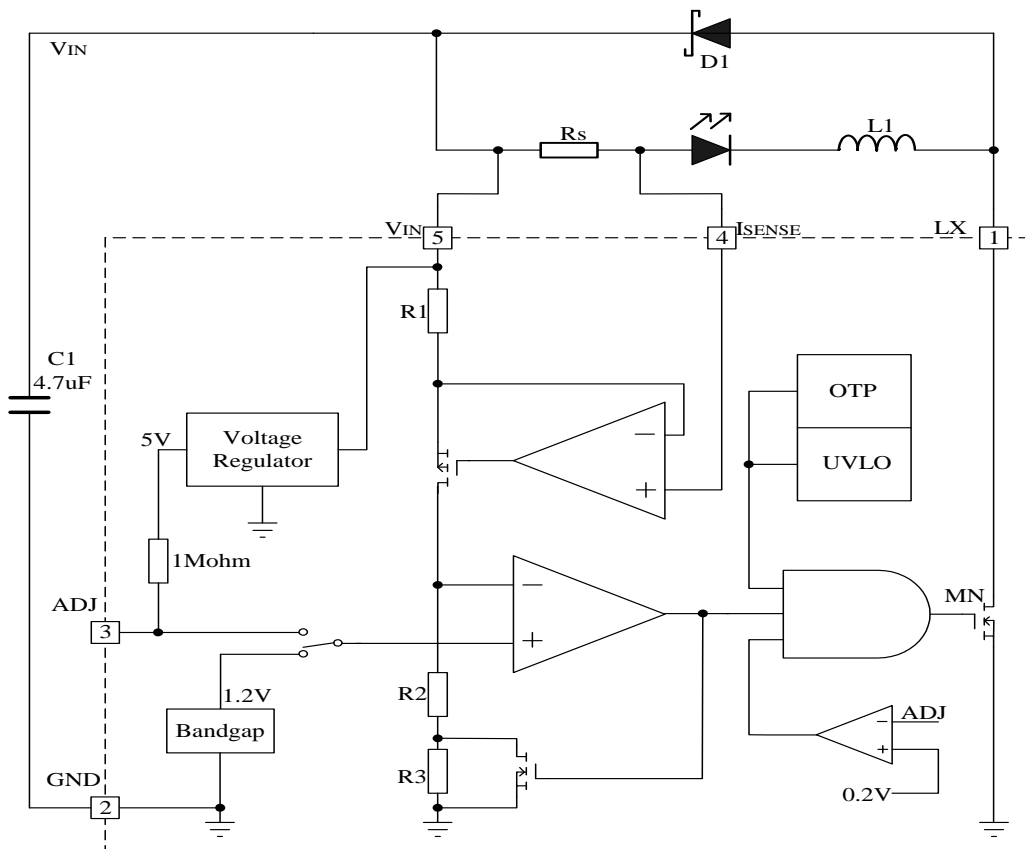 VIN
D1
Rs
L1
VIN
5
4
ISENSE
LX
1
R1
C1
4.7uF
OTP
5V
Voltage
Regulator
−
UVLO
+
1Mohm
ADJ
3
−
+
MN
1.2V
R2
Bandgap
ADJ
−
+
GND
2
R3
0.2V